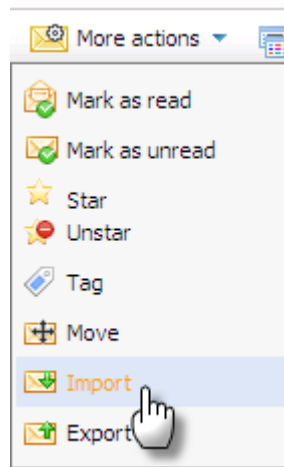 More actions
Mark as read
Mark as unread
Star
Unstar
Tag
Move
Import
Export